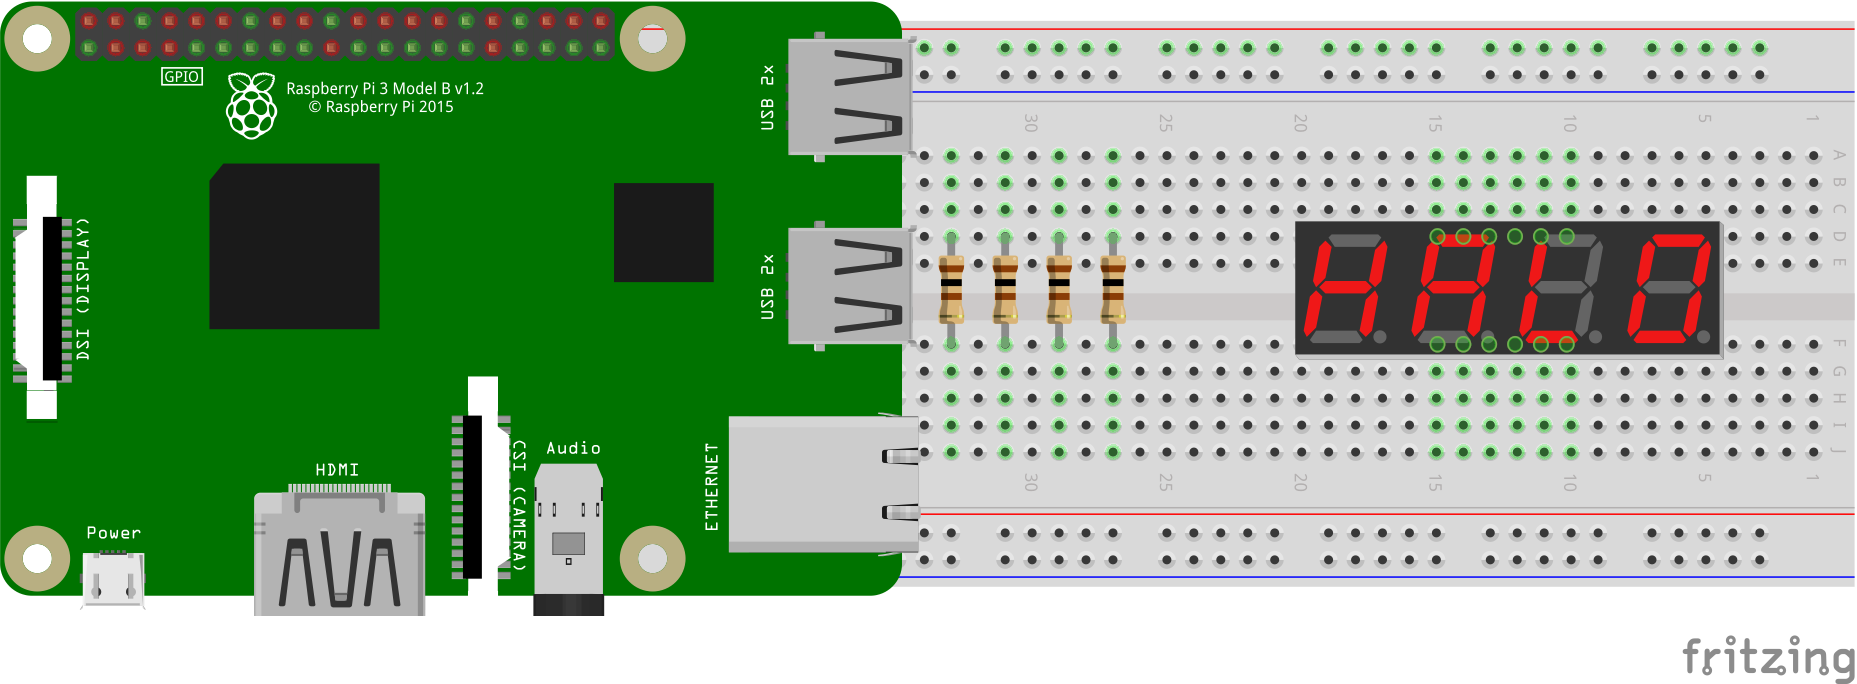 GPIO
Raspberry Pi 3 Model B v1.2
© Raspberry Pi 2015
USB 2x
USB 2x
DSI (DISPLAY)
HDMI
CSI (CAMERA)
Audio
ETHERNET
Power
30 25 20 15 10 5 1
A
B
C
D
E
HAL0
F
G
H
I
J
30 25 20 15 10 5 1
fritzing